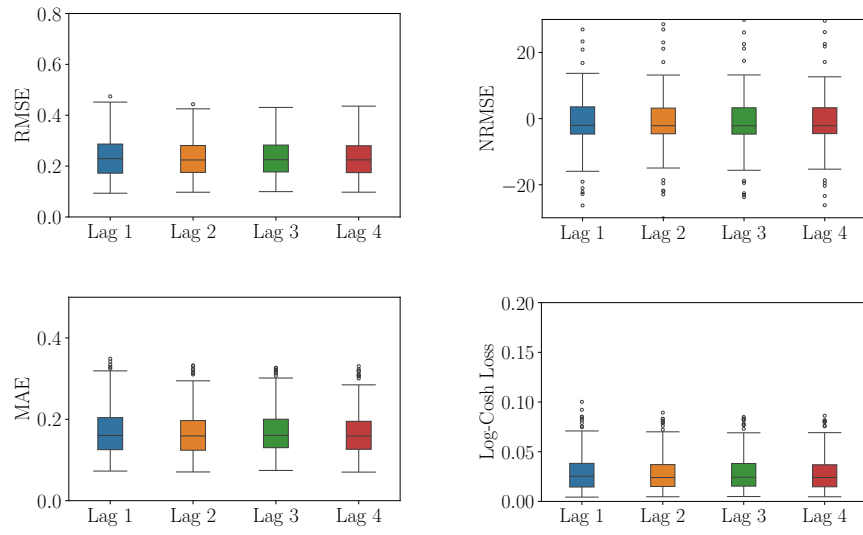 RMSE
0.8
0.6
0.4
0.2
0.0
Lag 1 Lag 2 Lag 3 Lag 4
NRMSE
20
0
−20
Lag 1 Lag 2 Lag 3 Lag 4
MAE
0.4
0.2
0.0
Lag 1 Lag 2 Lag 3 Lag 4
Log-Cosh Loss
0.20
0.15
0.10
0.05
0.00
Lag 1 Lag 2 Lag 3 Lag 4